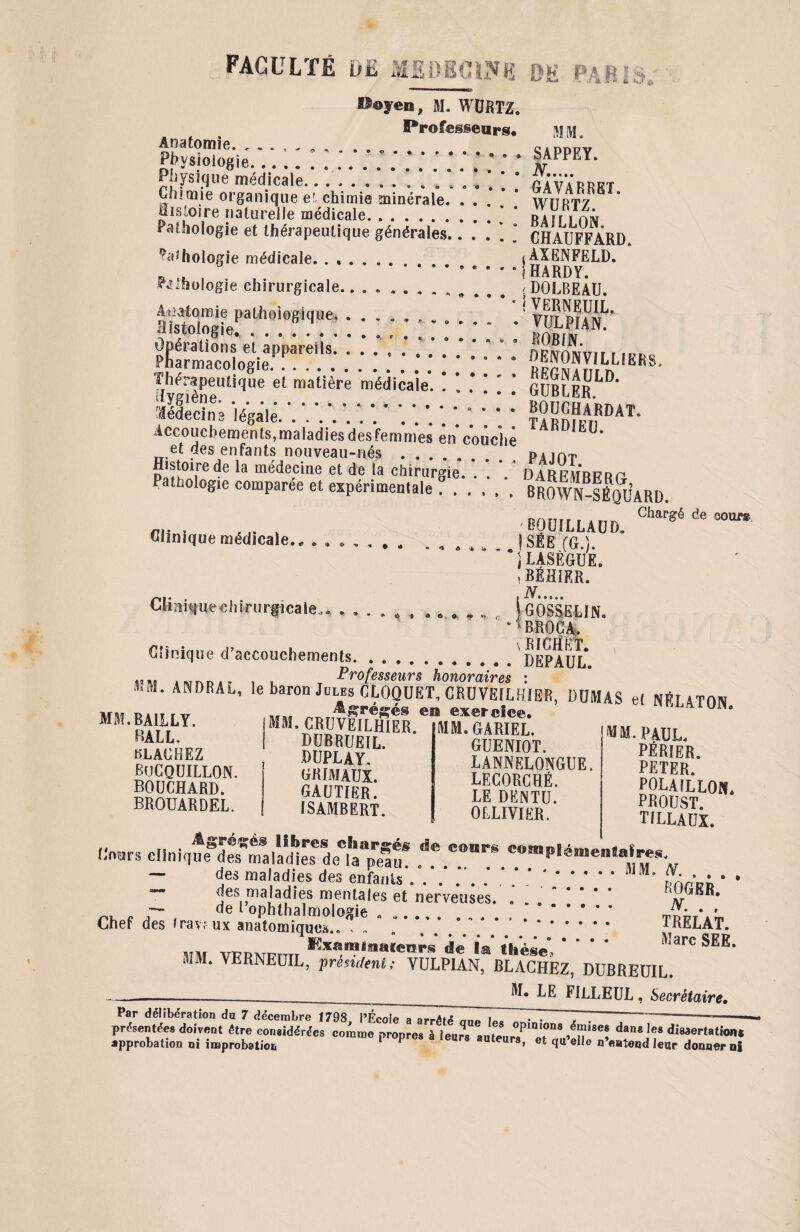 FACULTÉ DE MEDECINE DE PARIS.
Doyen, M. WURTZ.
Professeurs. MM.
Anatomie. . . . . . . . . . SAPPEY.
Physiologie. . . . . . . . . . N.....
Physique médicale. . . . . . . . . . GAVARRET.
Chimie organique et chimie minérale. . . . . . WURTZ.
Histoire naturelle médicale. . . . . . . . . . BAILLON.
Pathologie et thérapeutique générales. . . . . . CHAUFFARD.
Pathologie médicale. . . . . . . . . . { AXENFELD.
{ HARDY.
Pathologie chirurgicale. . . . . . . . . . { DOLBEAU.
{ VERNEUIL.
Anatomie pathologique. . . . . . . . . . VULPIAN.
Histologie. . . . . . . . . . ROBIN.
Opérations et appareils. . . . . . . . . . DENONVILLIERS.
Pharmacologie. . . . . . . . . . REGNAULD.
Thérapeutique et matière médicale. . . . . . . GUBLER.
Hygiène. . . . . . . . . . BOUCHARDAT.
Médecine légale. . . . . . . . . . TARDIEU.
Accouchements, maladies des femmes en couche
et des enfants nouveau-nés . . . . . . PAJOT.
Histoire de la médecine et de la chirurgie. . . . . DAREMBERG.
Pathologie comparée et expérimentale . . . . . . BROWN-SÉQUARD.
Chargé de cours
Clinique médicale. . . . . . . . . . { BOUILLAUD.
{ SÉE (G.).
{ LASÈGUE.
{ BÉHIER.
Clinique chirurgicale. . . . . . . . . . { N.....
{ GOSSELIN.
{ BROCA.
{ RICHET.
Clinique d'accouchements. . . . . . . . . . DEPAUL.
Professeurs honoraires :
MM. ANDRAL, le baron JULES CLOQUET, CRUVEILHIER, DUMAS et NÉLATON.
Agrégés en exercice.
MM. BAILLY. MM. CRUVEILHIER. MM. GARIEL. MM. PAUL.
BALL. DUBRUEIL. GUENIOT. PÉRIER.
BLACHEZ DUPLAY. LANNELONGUE. PETER.
BOCQUILLON. GRIMAUX. LECORCHÉ. POLAILLON.
BOUCHARD. GAUTIER. LE DENTU. PROUST.
BROUARDEL. ISAMBERT. OLLIVIER. TILLAUX.
Agrégés libres chargés de cours complémentaires.
Cours clinique des maladies de la peau. . . . . . . . . . MM. N. . . . .
— des maladies des enfants . . . . . . . . . . ROGER.
— des maladies mentales et nerveuses. . . . . . . N. . . .
— de l'ophthalmologie . . . . . . . . . . TRELAT.
Chef des travaux anatomiques. . . . . . . . . . Marc SEE.
Examinateurs de la thèse.
MM. VERNEUIL, président; VULPIAN, BLACHEZ, DUBREUIL.
M. LE FILLEUL, Secrétaire.
Par délibération du 7 décembre 1798, l'École a arrêté que les opinions émises dans les dissertations
présentées doivent être considérées comme propres à leurs auteurs, et qu'elle n'entend leur donner ni
approbation ni improbation